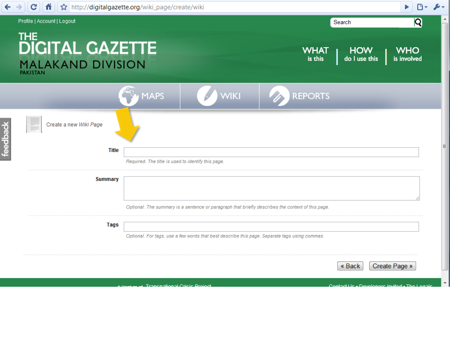 http://digitalgazette.org/wiki_page/create/wiki
Profile | Account | Logout
Search
THE
DIGITAL GAZETTE
MALAKAND DIVISION
PAKISTAN
WHAT is this
HOW do I use this
WHO is involved
MAPS
WIKI
REPORTS
Create a new Wiki Page
feedback
Title
Required. The title is used to identify this page.
Summary
Optional. The summary is a sentence or paragraph that briefly describes the content of this page.
Tags
Optional. For tags, use a few words that best describe this page. Separate tags using commas.
« Back
Create Page »
Transnational Crisis Project
Contact Us